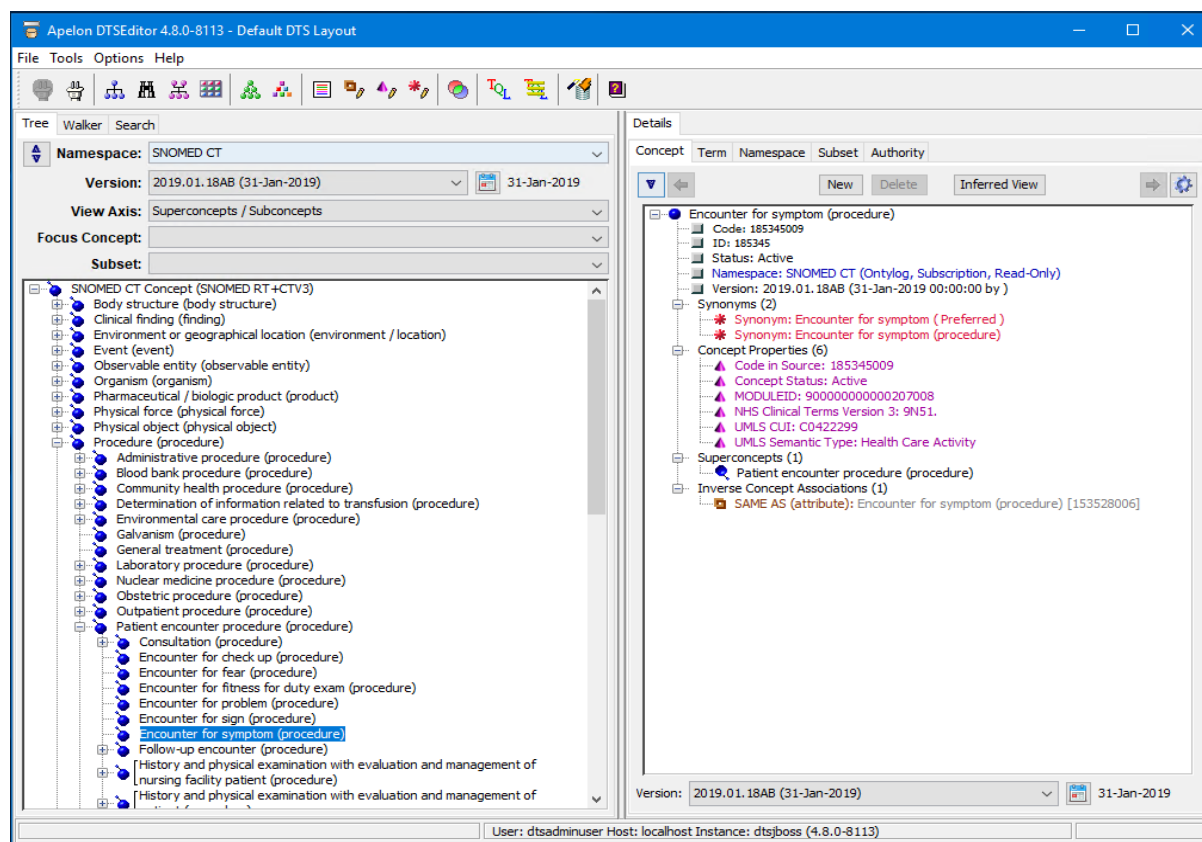 Apelon DTSEditor 4.8.0-8113 - Default DTS Layout
File Tools Options Help
Tree Walker Search
Namespace: SNOMED CT
Version: 2019.01.18AB (31-Jan-2019) 31-Jan-2019
View Axis: Superconcepts / Subconcepts
Focus Concept:
Subset:
SNOMED CT Concept (SNOMED RT+CTV3)
Body structure (body structure)
Clinical finding (finding)
Environment or geographical location (environment / location)
Event (event)
Observable entity (observable entity)
Organism (organism)
Pharmaceutical / biologic product (product)
Physical force (physical force)
Physical object (physical object)
Procedure (procedure)
Administrative procedure (procedure)
Blood bank procedure (procedure)
Community health procedure (procedure)
Determination of information related to transfusion (procedure)
Environmental care procedure (procedure)
Galvanism (procedure)
General treatment (procedure)
Laboratory procedure (procedure)
Nuclear medicine procedure (procedure)
Obstetric procedure (procedure)
Outpatient procedure (procedure)
Patient encounter procedure (procedure)
Consultation (procedure)
Encounter for check up (procedure)
Encounter for fear (procedure)
Encounter for fitness for duty exam (procedure)
Encounter for problem (procedure)
Encounter for sign (procedure)
Encounter for symptom (procedure)
Follow-up encounter (procedure)
History and physical examination with evaluation and management of
nursing facility patient (procedure)
History and physical examination with evaluation and management of
Details
Concept Term Namespace Subset Authority
New Delete Inferred View
Encounter for symptom (procedure)
Code: 185345009
ID: 185345
Status: Active
Namespace: SNOMED CT (Ontylog, Subscription, Read-Only)
Version: 2019.01.18AB (31-Jan-2019 00:00:00 by )
Synonyms (2)
Synonym: Encounter for symptom ( Preferred )
Synonym: Encounter for symptom (procedure)
Concept Properties (6)
Code in Source: 185345009
Concept Status: Active
MODULEID: 900000000000207008
NHS Clinical Terms Version 3: 9N51.
UMLS CUI: C0422299
UMLS Semantic Type: Health Care Activity
Superconcepts (1)
Patient encounter procedure (procedure)
Inverse Concept Associations (1)
SAME AS (attribute): Encounter for symptom (procedure) [153528006]
Version: 2019.01.18AB (31-Jan-2019) 31-Jan-2019
User: dtsadminuser Host: localhost Instance: dtsjboss (4.8.0-8113)